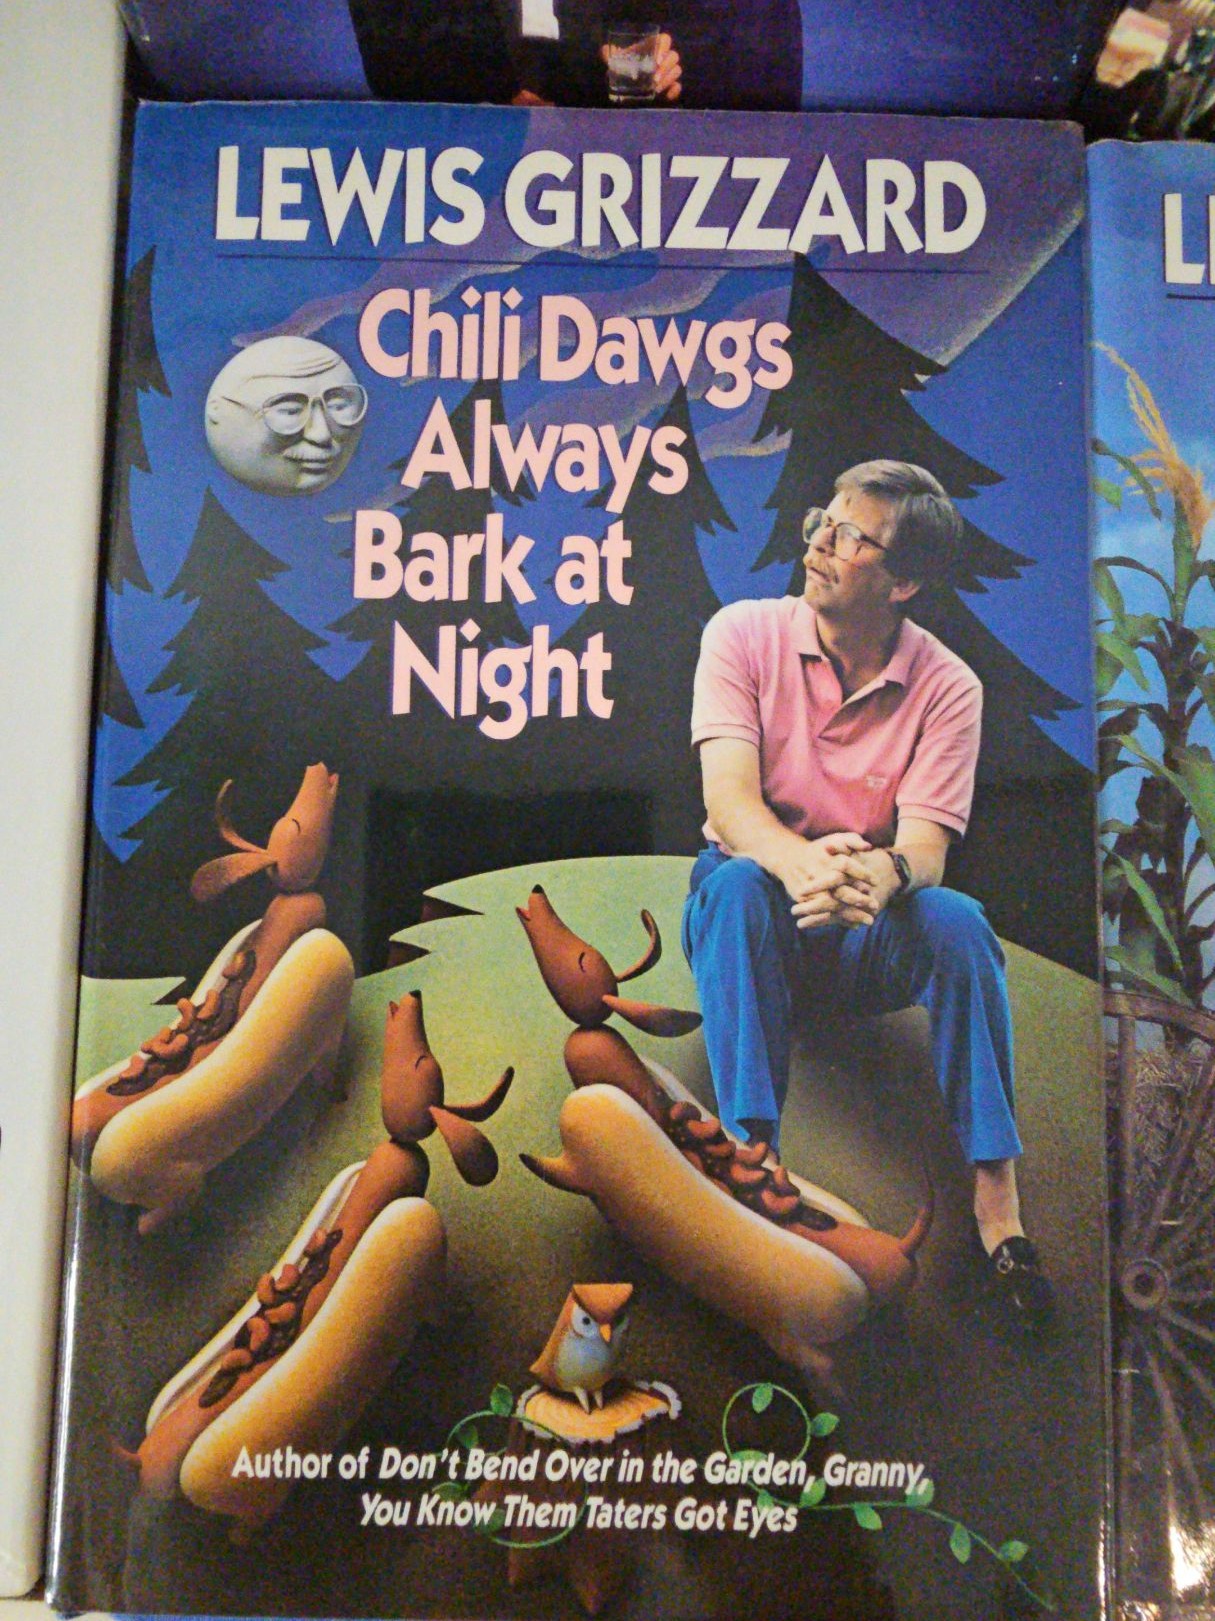 LEWIS GRIZZARD
Chili Dawgs
Always
Bark at
Night
Author of Don't Bend Over in the Garden, Granny,
You Know Them Taters Got Eyes